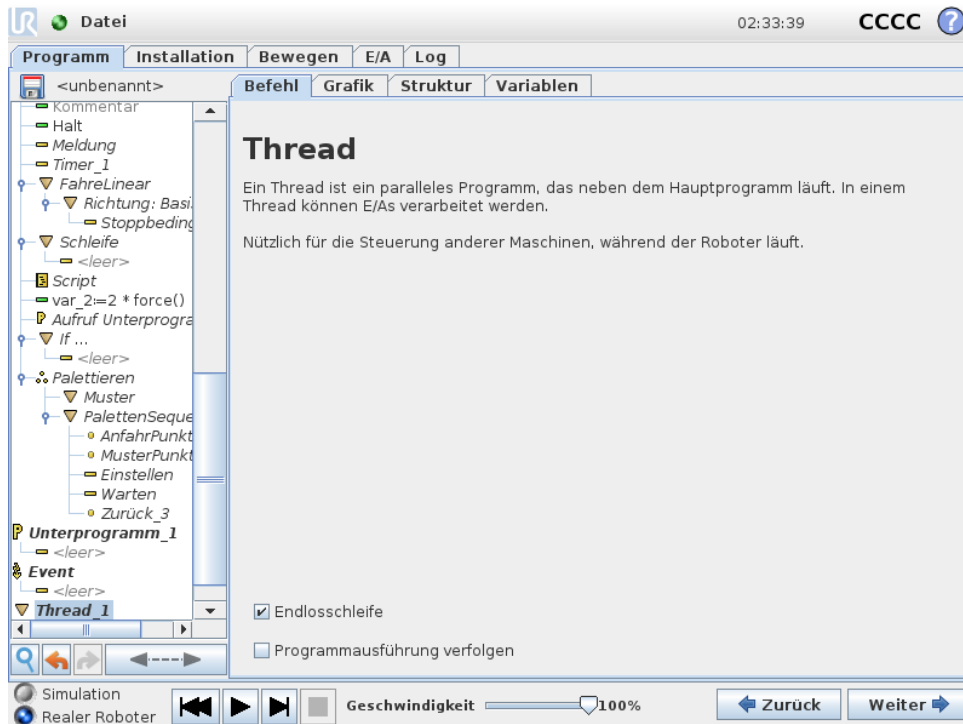 UR Datei 02:33:39 CCCC ?
Programm Installation Bewegen E/A Log
<unbenannt> Befehl Grafik Struktur Variablen
Kommentar
Halt
Meldung
Timer_1
FahreLinear
Richtung: Basi
Stoppbeding
Schleife
<leer>
Script
var_2:=2 * force()
P Aufruf Unterprogra
If ...
<leer>
Palettieren
Muster
PalettenSeque
AnfahrPunkt
MusterPunkt
Einstellen
Warten
Zurück_3
P Unterprogramm_1
<leer>
Event
<leer>
Thread_1
Thread
Ein Thread ist ein paralleles Programm, das neben dem Hauptprogramm läuft. In einem
Thread können E/As verarbeitet werden.
Nützlich für die Steuerung anderer Maschinen, während der Roboter läuft.
Endlosschleife
Programmausführung verfolgen
Simulation
Realer Roboter
Geschwindigkeit 100%
Zurück Weiter